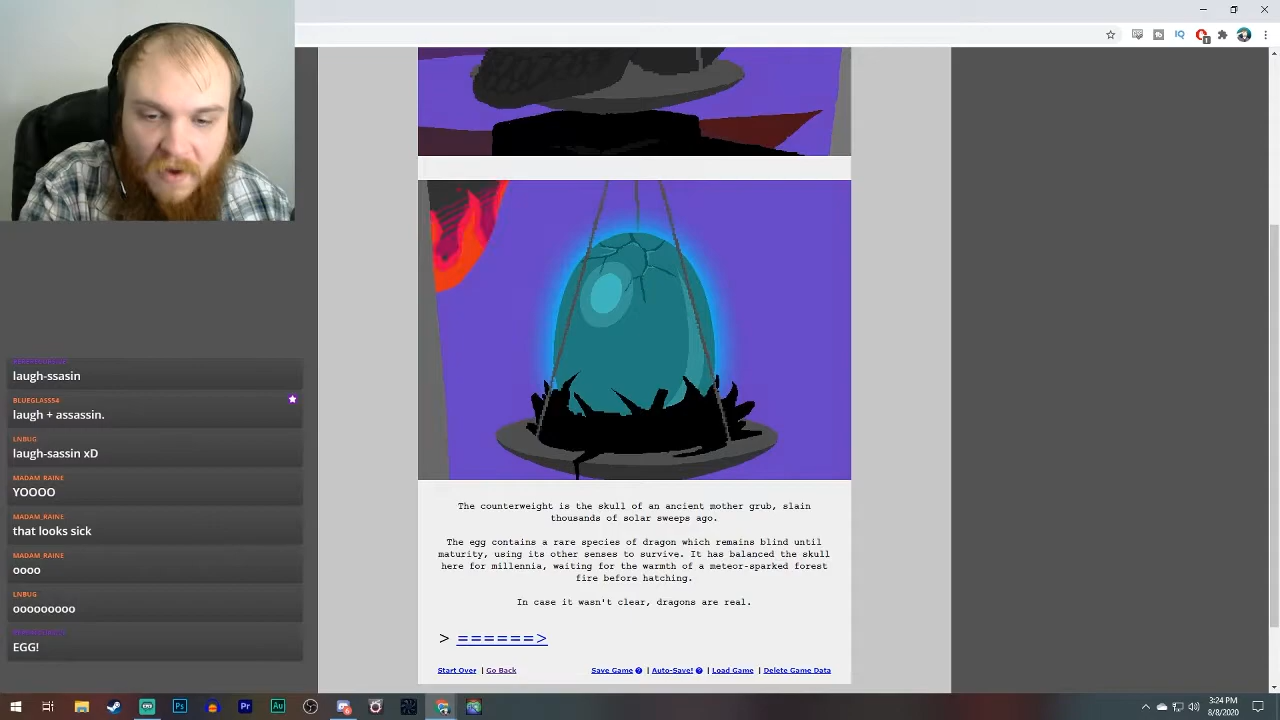 laugh-ssasin
BLUEGLASS54
laugh + assassin.
LNBUG
laugh-sassin xD
MADAM_RAINE
YOOOO
MADAM_RAINE
that looks sick
MADAM_RAINE
oooo
LNBUG
ooooooooo
EGG!
The counterweight is the skull of an ancient mother grub, slain
thousands of solar sweeps ago.
The egg contains a rare species of dragon which remains blind until
maturity, using its other senses to survive. It has balanced the skull
here for millennia, waiting for the warmth of a meteor-sparked forest
fire before hatching.
In case it wasn't clear, dragons are real.
> ======>
Start Over | Go Back Save Game ? | Auto-Save! ? | Load Game | Delete Game Data
IQ
1
Ps
Pr
Au
3:24 PM
8/8/2020